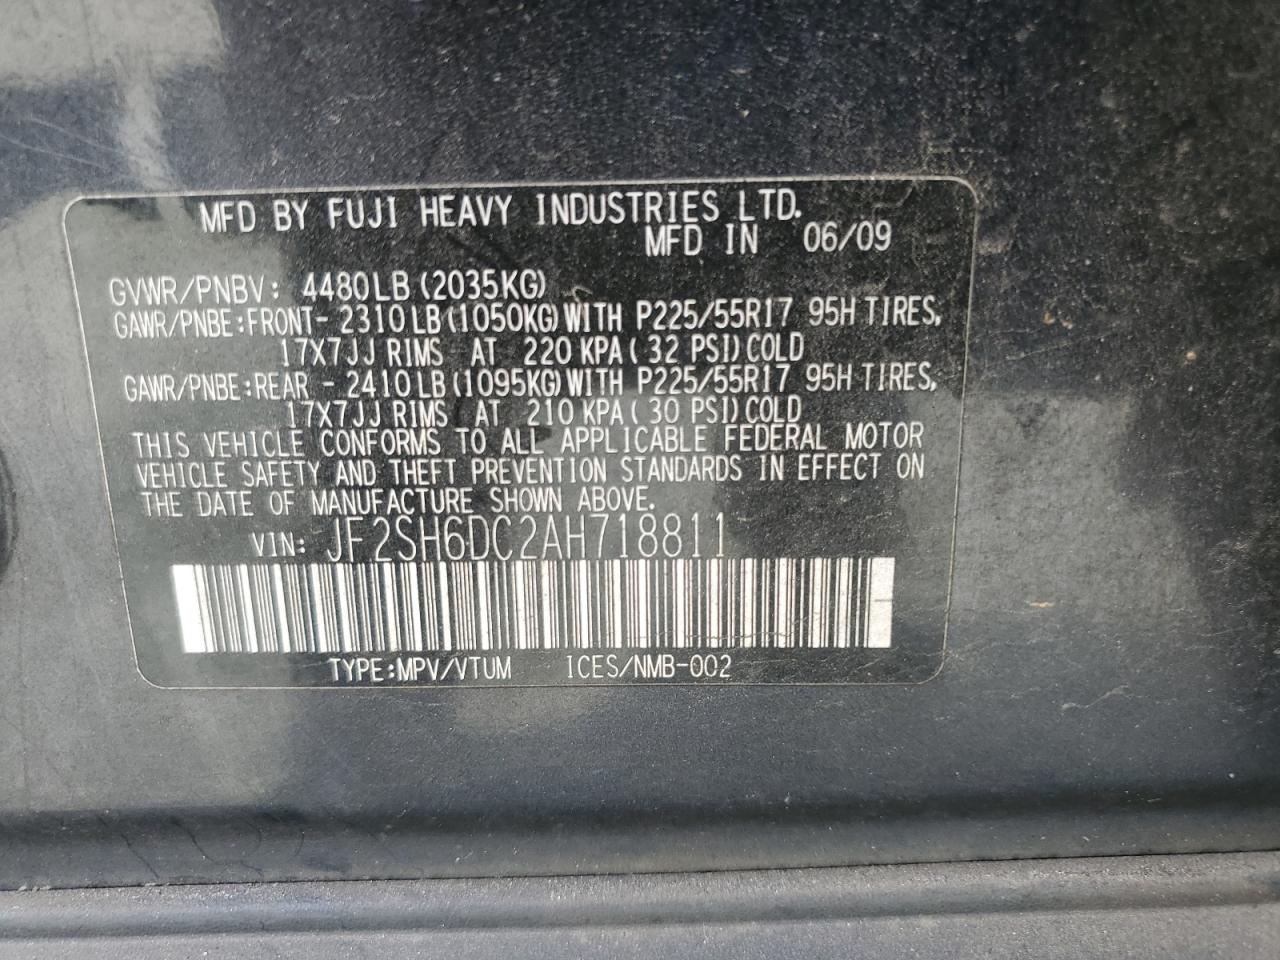 MFD BY FUJI HEAVY INDUSTRIES LTD.
MFD IN 06/09
GVWR/PNBV: 4480LB (2035KG)
GAWR/PNBE:FRONT- 2310LB(1050KG)WITH P225/55R17 95H TIRES,
17X7JJ RIMS AT 220 KPA( 32 PSI)COLD
GAWR/PNBE:REAR - 2410LB(1095KG)WITH P225/55R17 95H TIRES,
17X7JJ RIMS AT 210 KPA( 30 PSI)COLD
THIS VEHICLE CONFORMS TO ALL APPLICABLE FEDERAL MOTOR
VEHICLE SAFETY AND THEFT PREVENTION STANDARDS IN EFFECT ON
THE DATE OF MANUFACTURE SHOWN ABOVE.
VIN: JF2SH6DC2AH718811
TYPE:MPV/VTUM ICES/NMB-002